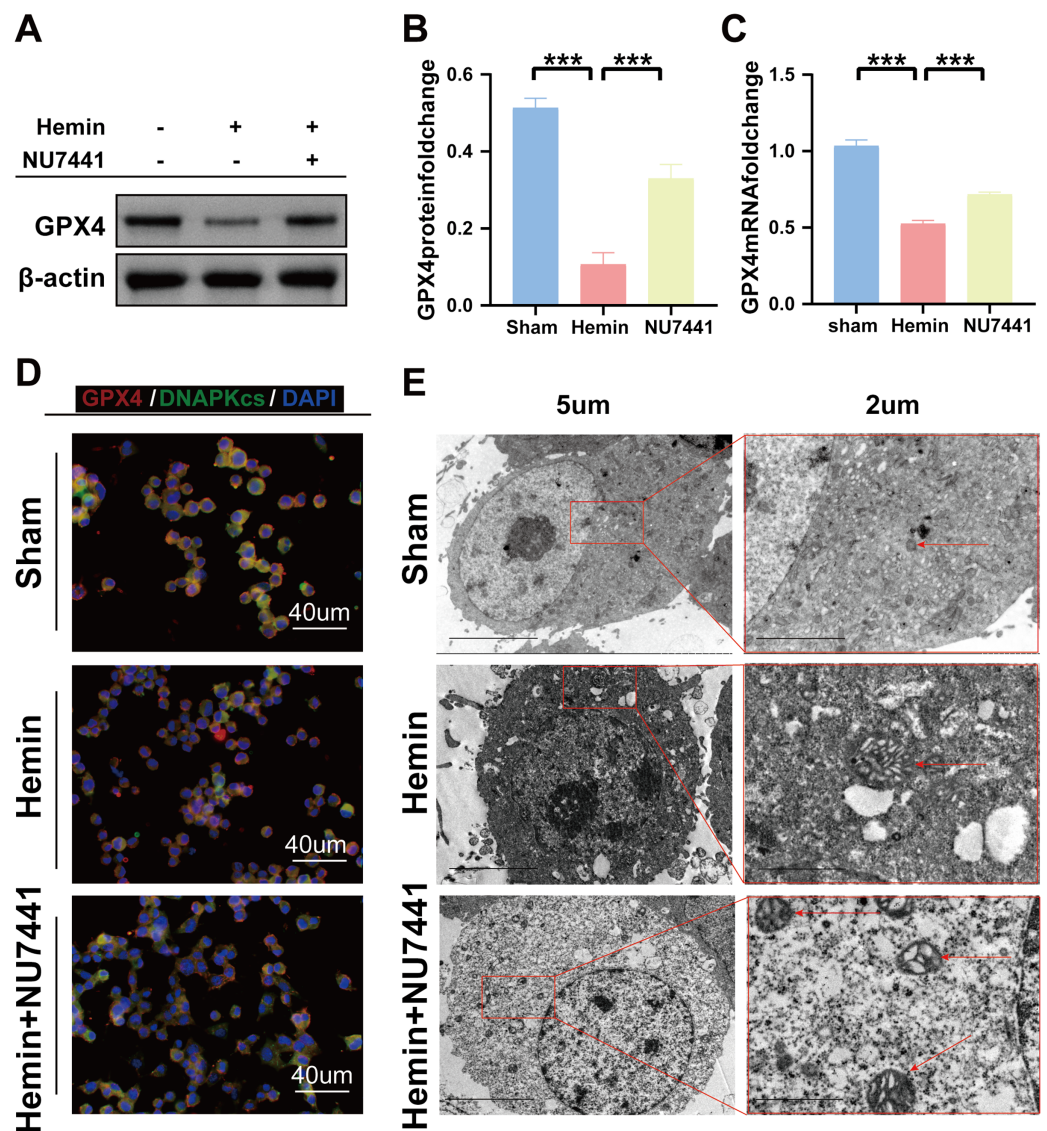 A
Hemin - + +
NU7441 - - +
GPX4
β-actin
B
GPX4proteinfoldchange
0.6
0.4
0.2
0.0
*** ***
Sham Hemin NU7441
C
GPX4mRNAfoldchange
1.5
1.0
0.5
0.0
*** ***
sham Hemin NU7441
D
GPX4 / DNAPKcs / DAPI
Sham
40um
Hemin
40um
Hemin+NU7441
40um
E
5um 2um
Sham
Hemin
Hemin+NU7441